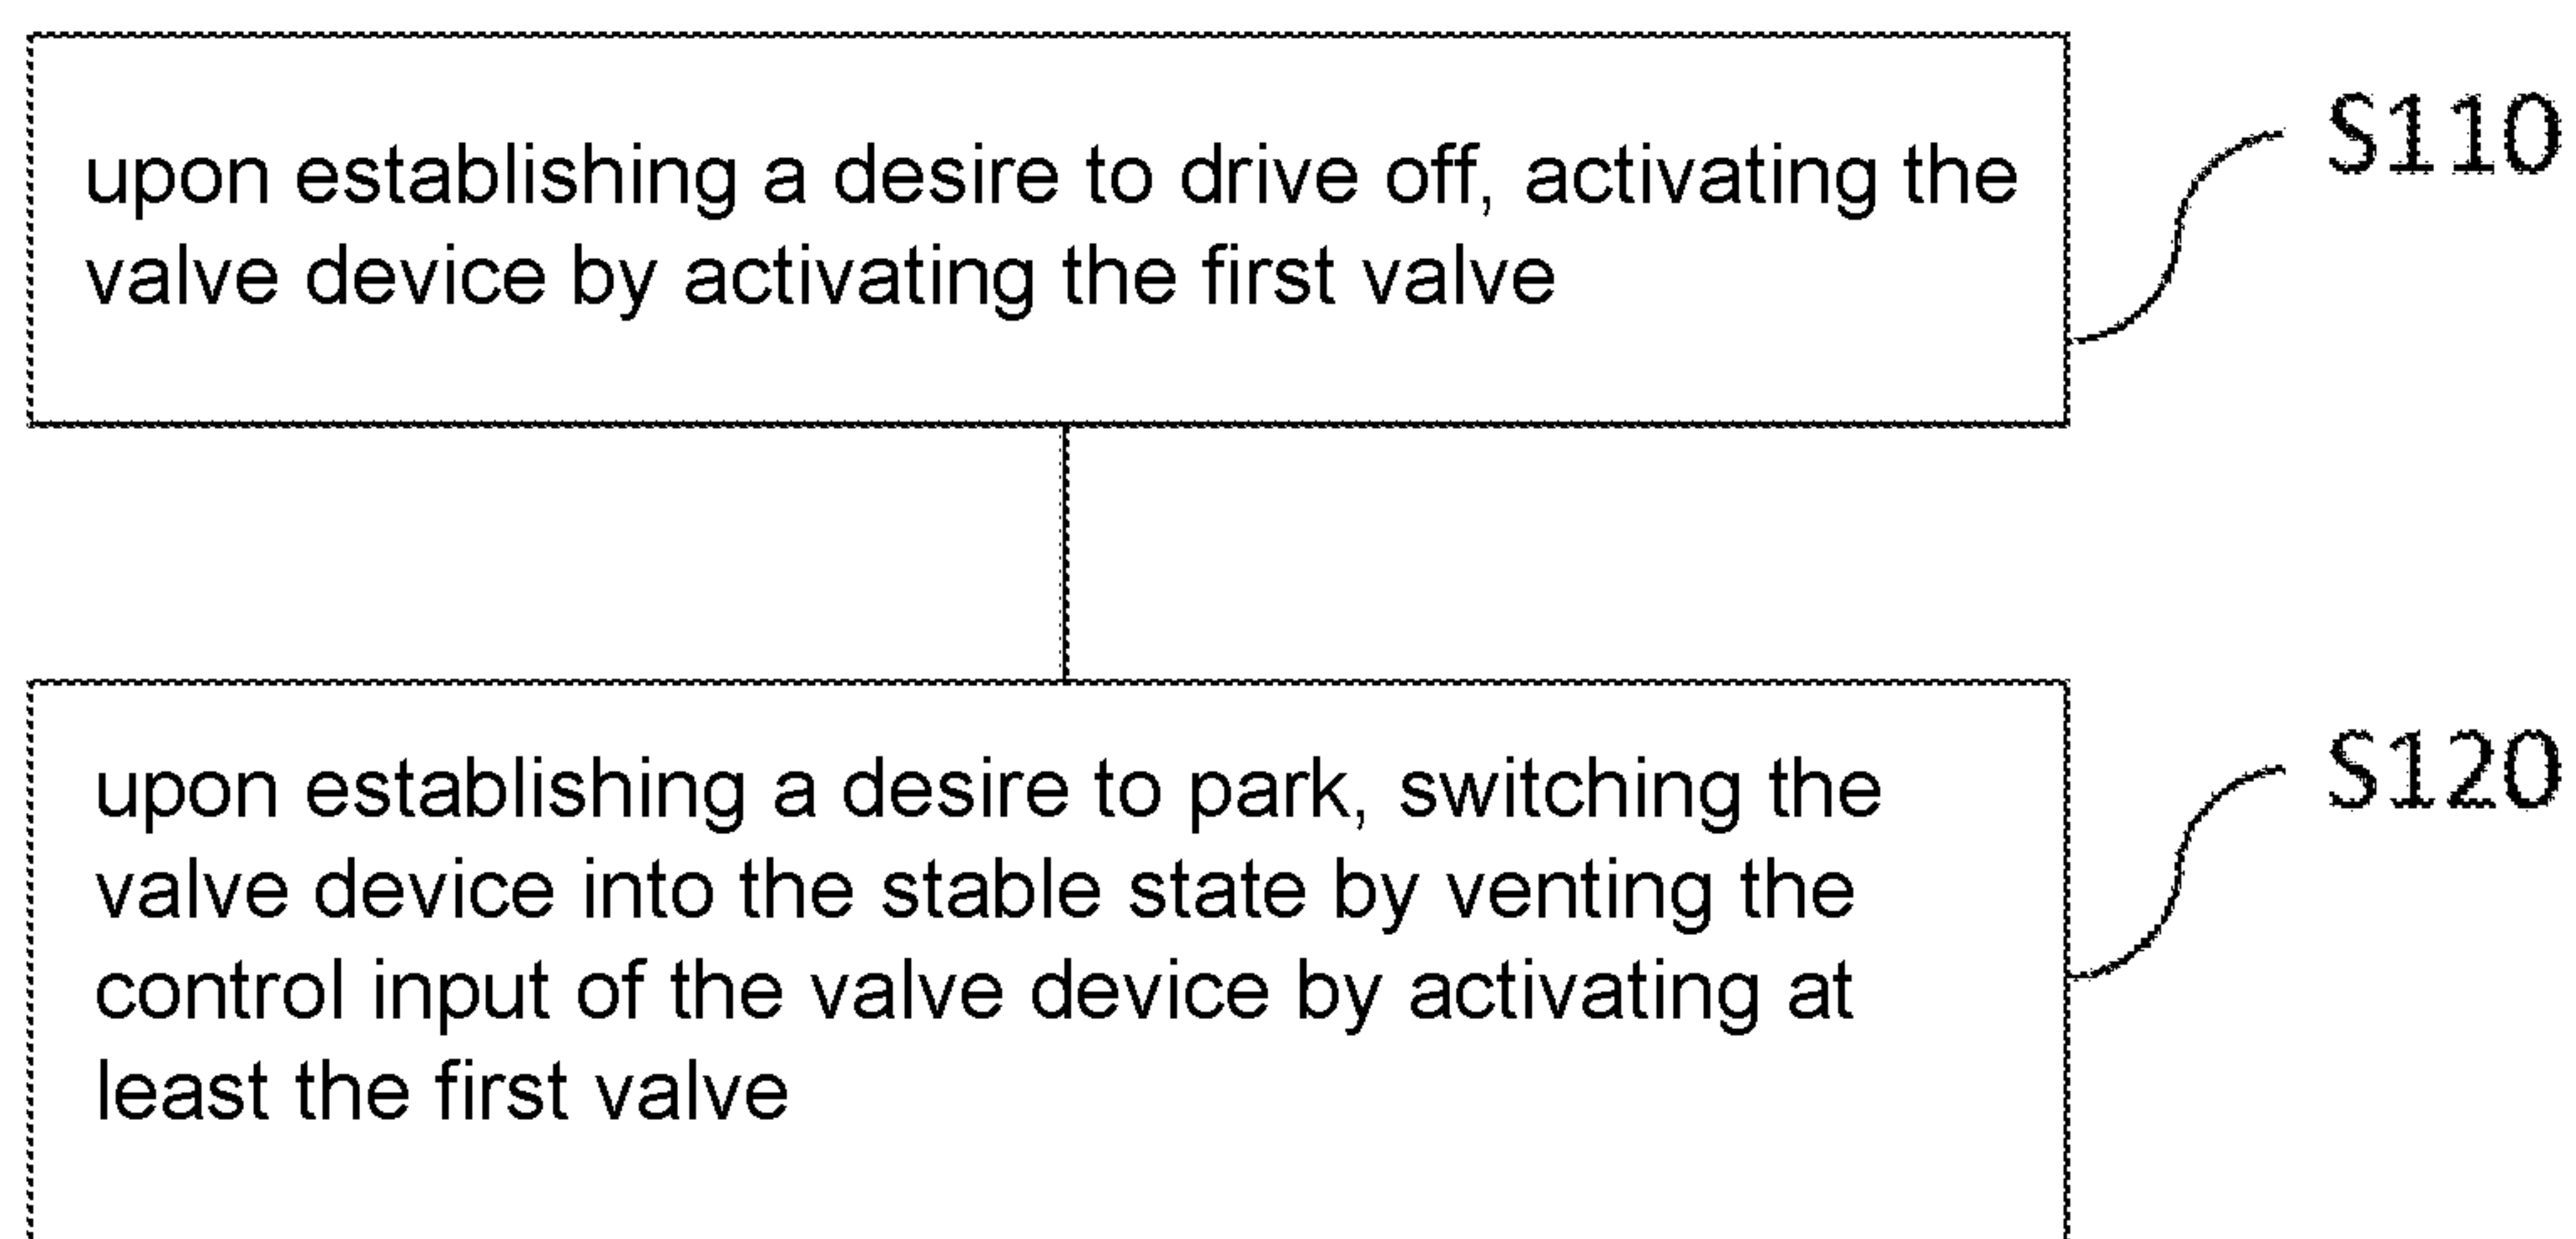 upon establishing a desire to drive off, activating the
valve device by activating the first valve
S110
upon establishing a desire to park, switching the
valve device into the stable state by venting the
control input of the valve device by activating at
least the first valve
S120